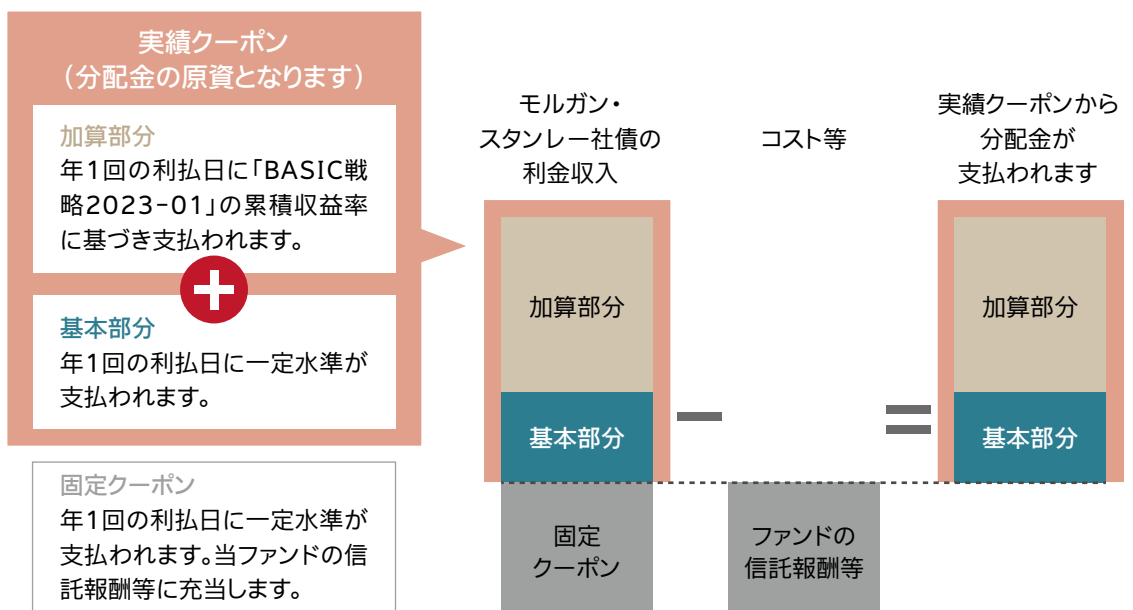 実績クーポン
（分配金の原資となります）
加算部分
年1回の利払日に「BASIC戦
略2023-01」の累積収益率
に基づき支払われます。
基本部分
年1回の利払日に一定水準が
支払われます。
固定クーポン
年1回の利払日に一定水準が
支払われます。当ファンドの信
託報酬等に充当します。
モルガン・
スタンレー社債の
利金収入
加算部分
基本部分
固定
クーポン
コスト等
ファンドの
信託報酬等
実績クーポンから
分配金が
支払われます
加算部分
基本部分